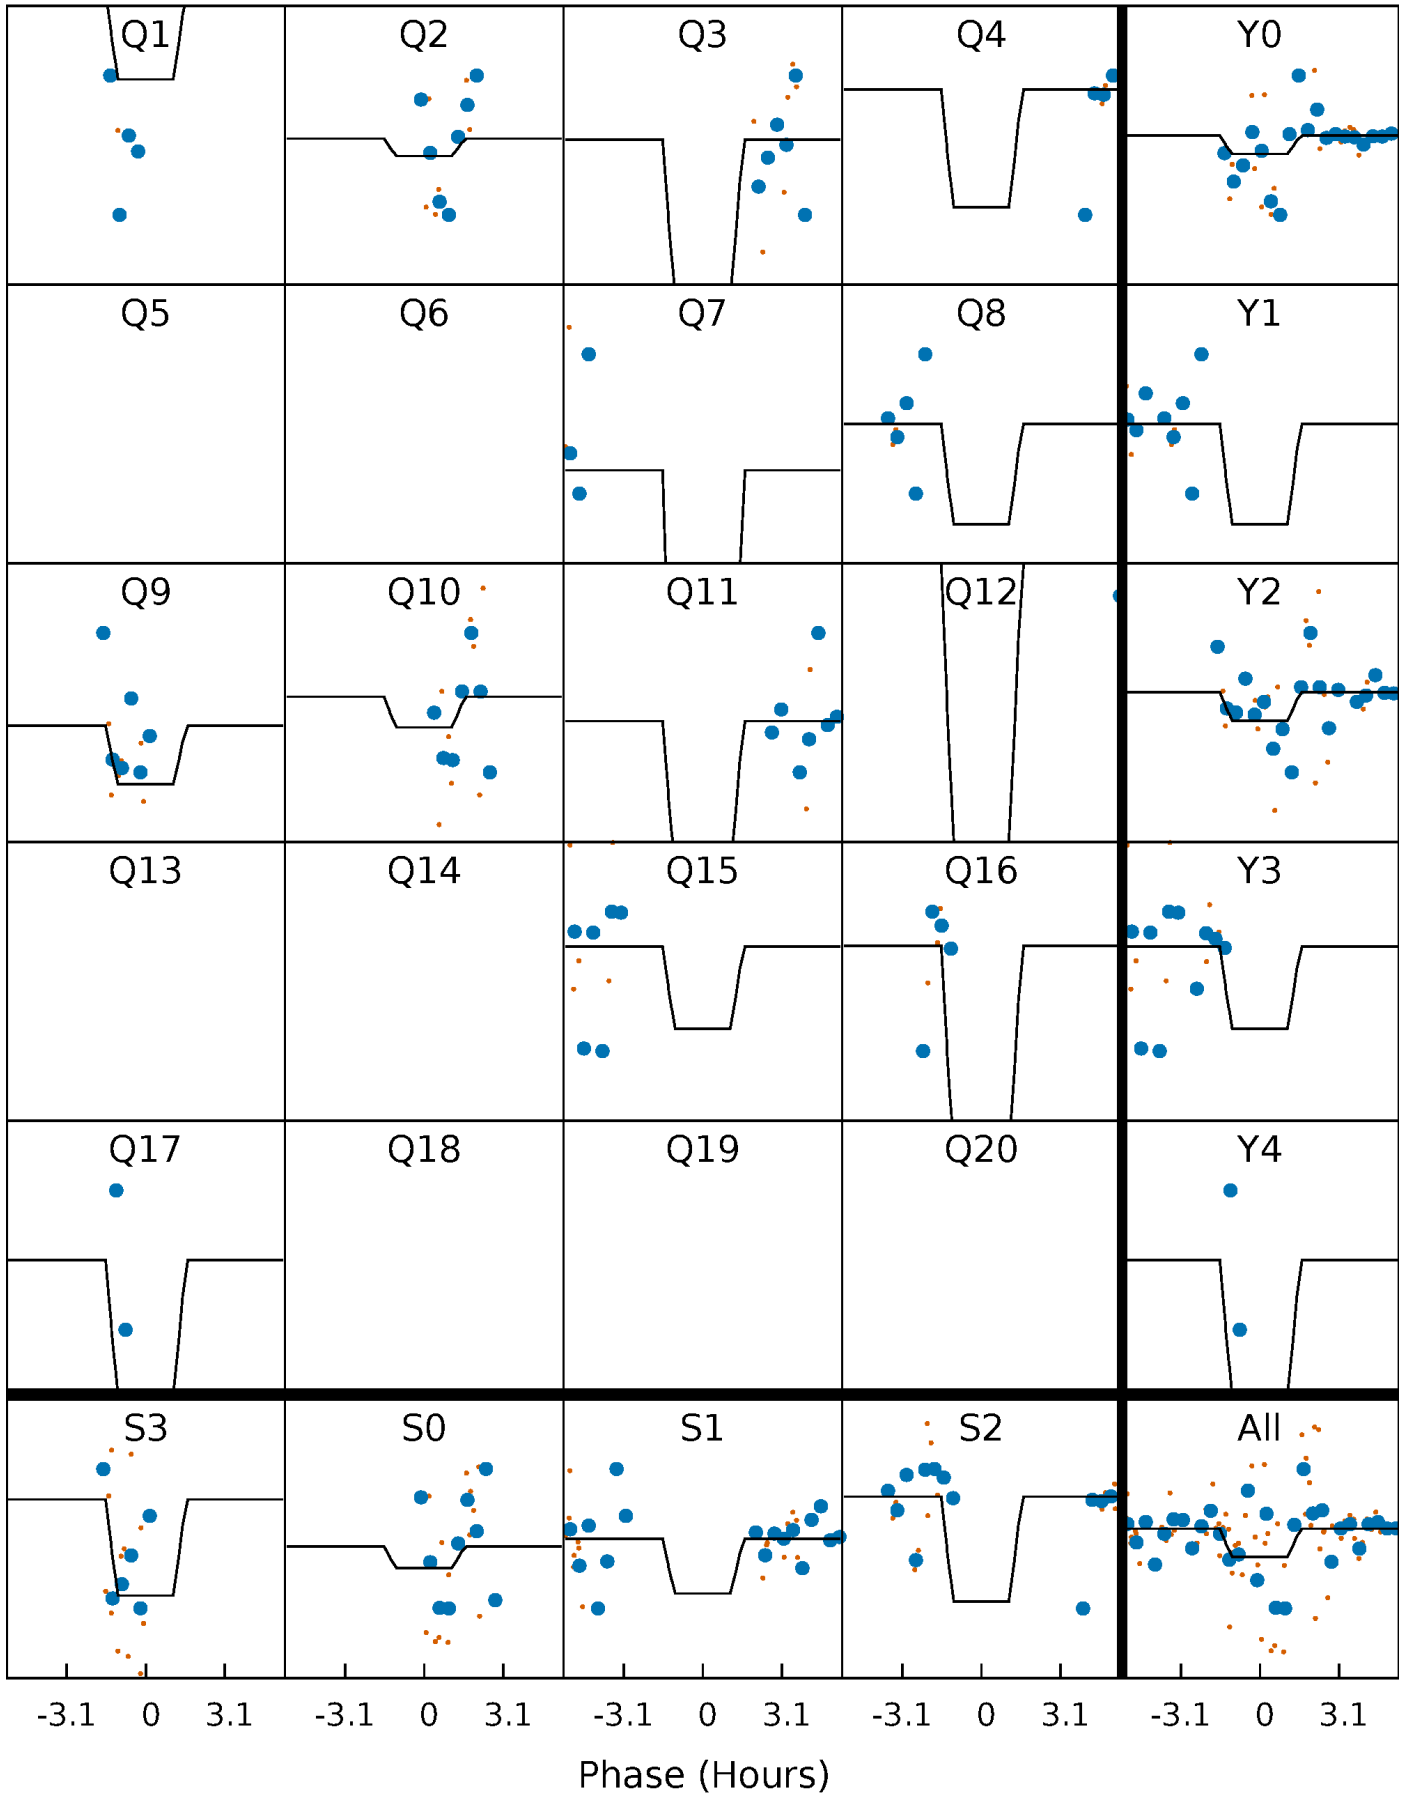 Q1 Q2 Q3 Q4 Y0
Q5 Q6 Q7 Q8 Y1
Q9 Q10 Q11 Q12 Y2
Q13 Q14 Q15 Q16 Y3
Q17 Q18 Q19 Q20 Y4
S3 S0 S1 S2 All
-3.1 0 3.1 -3.1 0 3.1 -3.1 0 3.1 -3.1 0 3.1 -3.1 0 3.1
Phase (Hours)